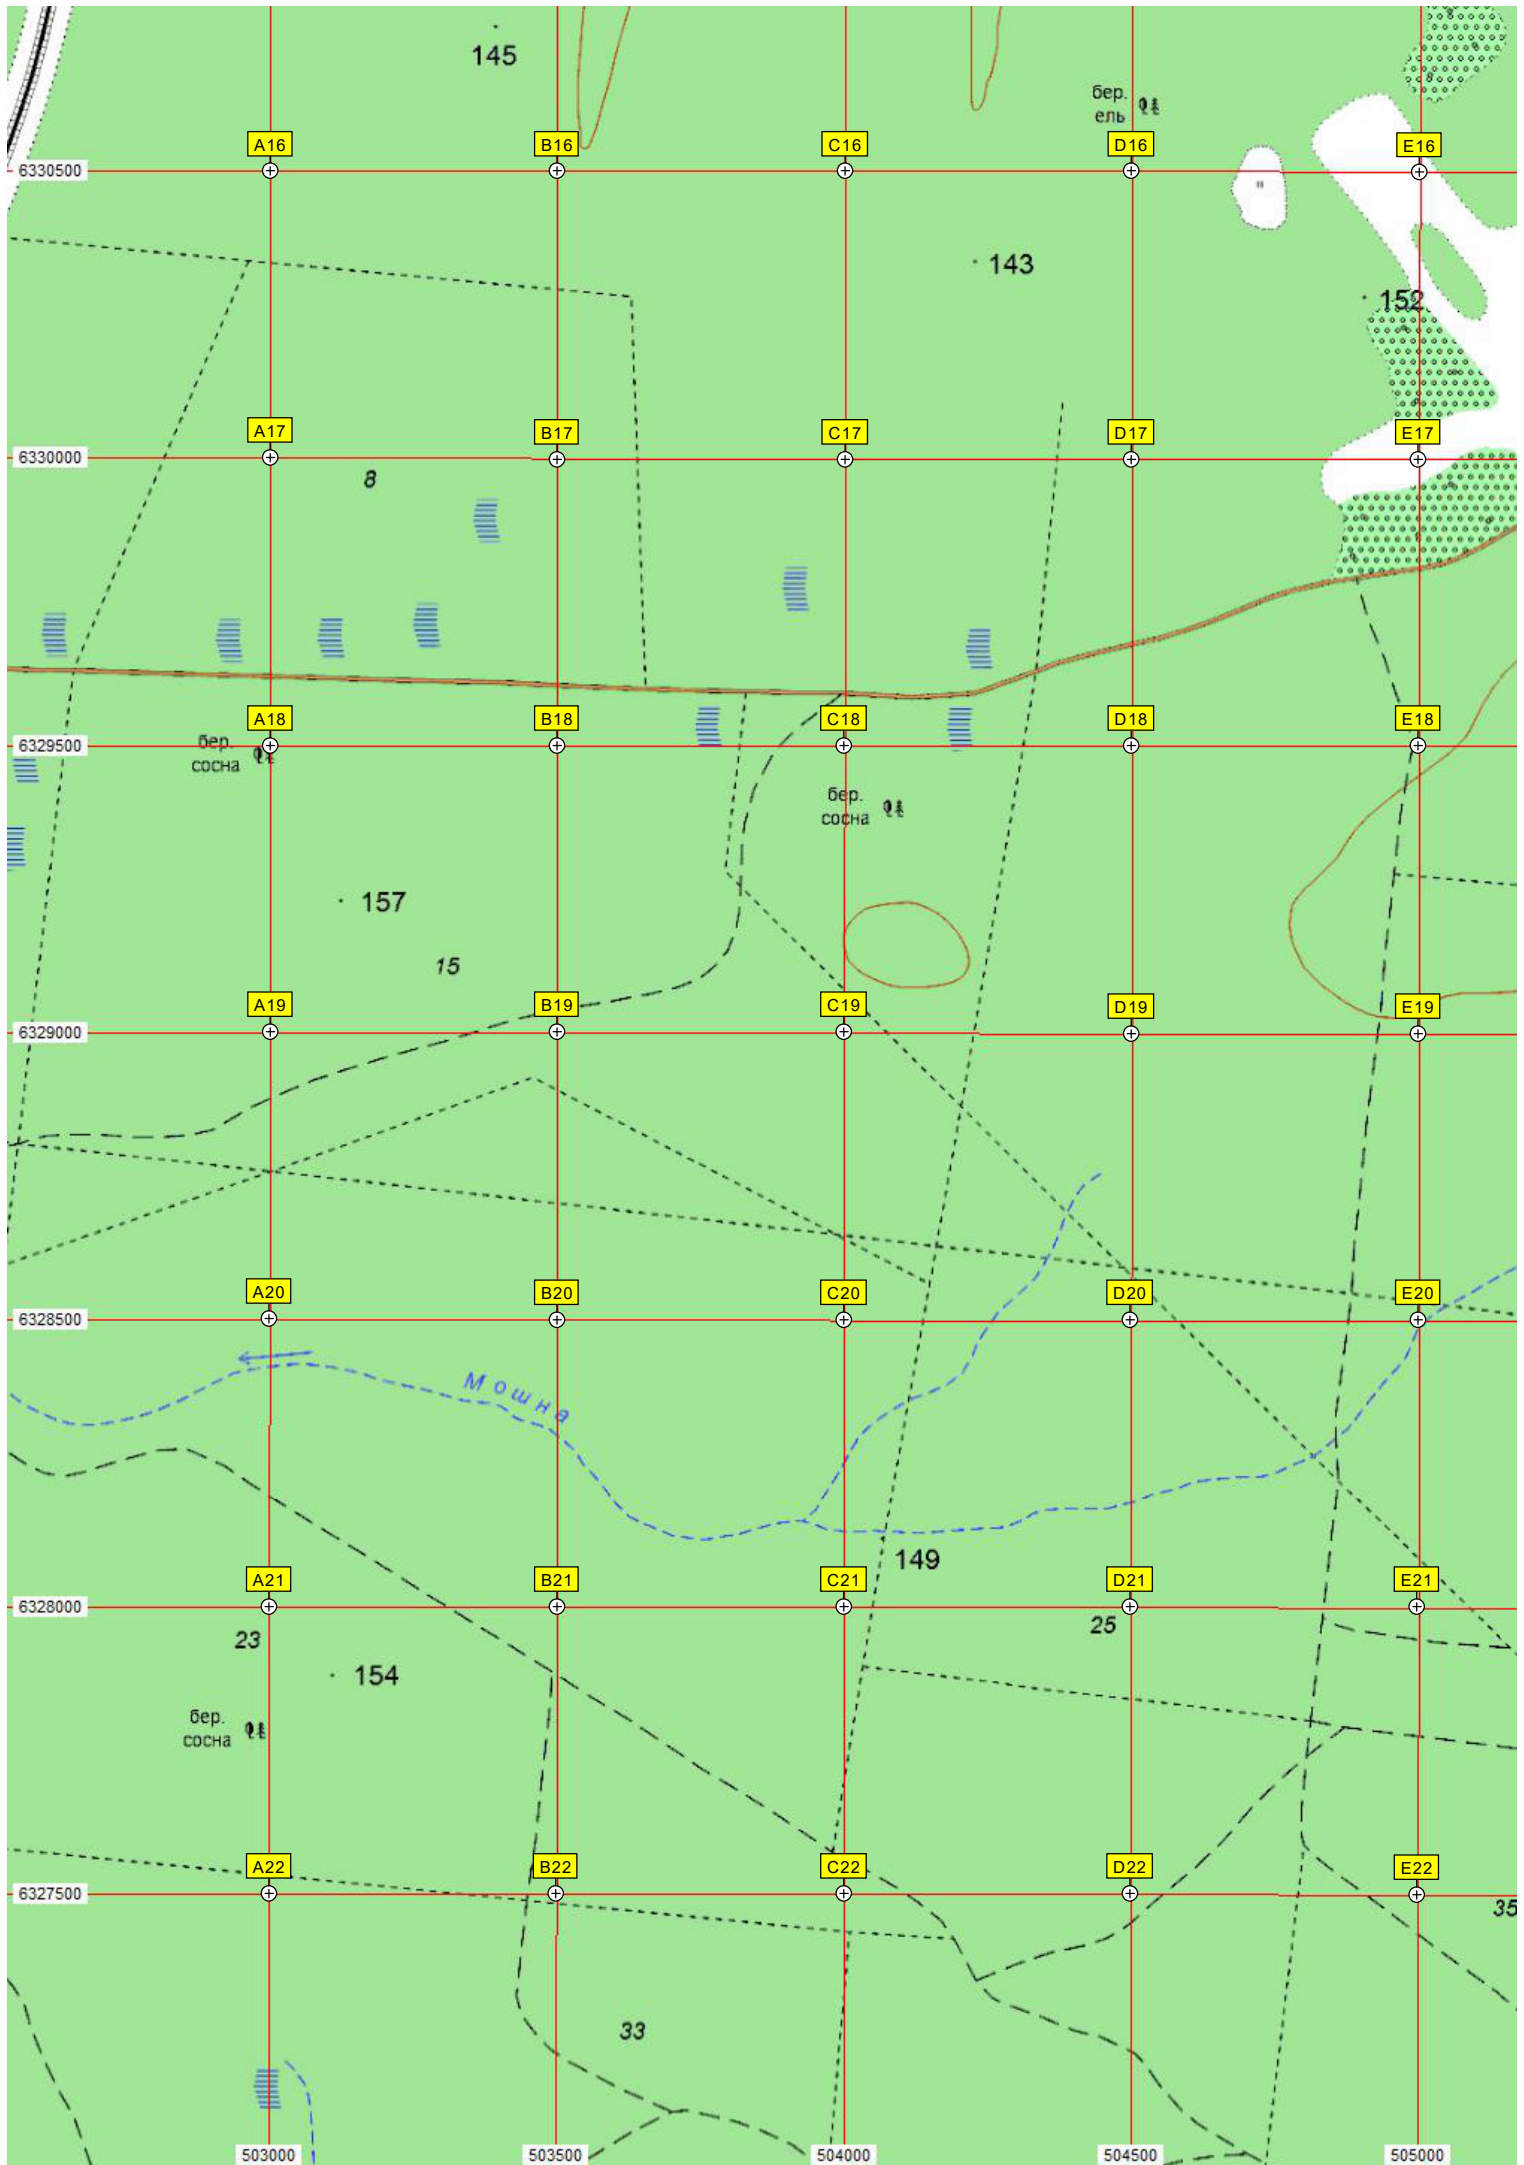 145
бер.
ель
A16
B16
C16
D16
E16
6330500
143
152
A17
B17
C17
D17
E17
6330000
8
A18
B18
C18
D18
E18
6329500
бер.
сосна
бер.
сосна
157
15
A19
B19
C19
D19
E19
6329000
A20
B20
C20
D20
E20
6328500
Мошна
149
A21
B21
C21
D21
E21
6328000
23
25
154
бер.
сосна
A22
B22
C22
D22
E22
6327500
35
33
503000
503500
504000
504500
505000